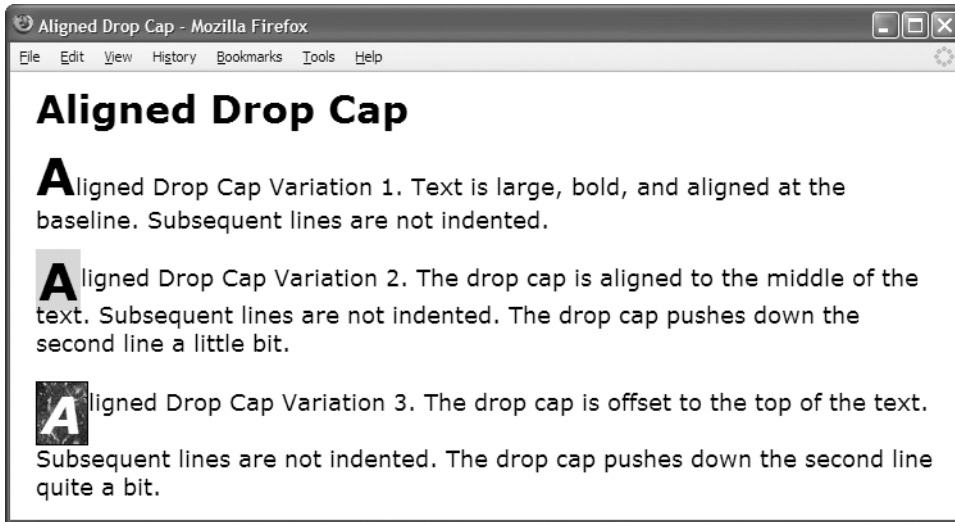 Aligned Drop Cap - Mozilla Firefox
File Edit View History Bookmarks Tools Help
Aligned Drop Cap
Aligned Drop Cap Variation 1. Text is large, bold, and aligned at the
baseline. Subsequent lines are not indented.
Aligned Drop Cap Variation 2. The drop cap is aligned to the middle of the
text. Subsequent lines are not indented. The drop cap pushes down the
second line a little bit.
Aligned Drop Cap Variation 3. The drop cap is offset to the top of the text.
Subsequent lines are not indented. The drop cap pushes down the second line
quite a bit.